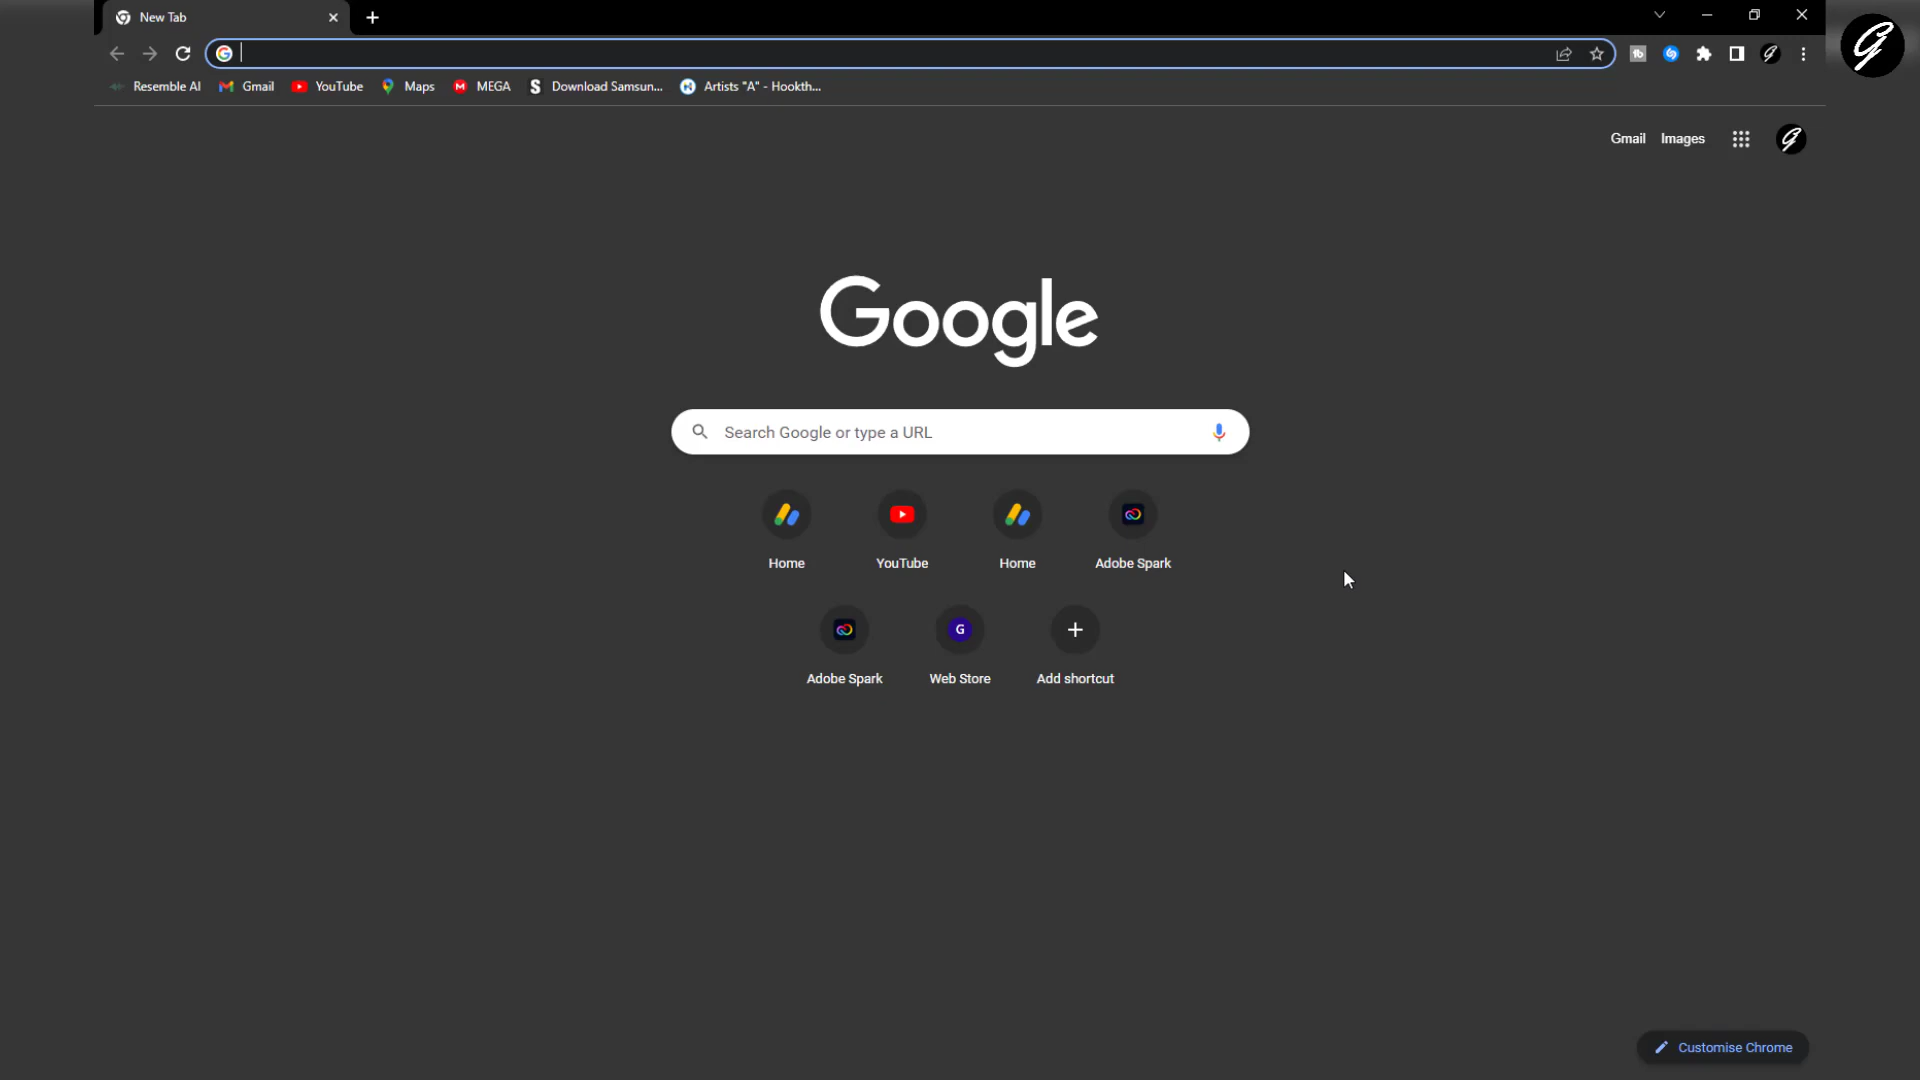 New Tab
Resemble AI Gmail YouTube Maps MEGA Download Samsun... Artists "A" - Hookth...
Gmail Images
Google
Search Google or type a URL
Home YouTube Home Adobe Spark
G
Adobe Spark Web Store Add shortcut
Customise Chrome